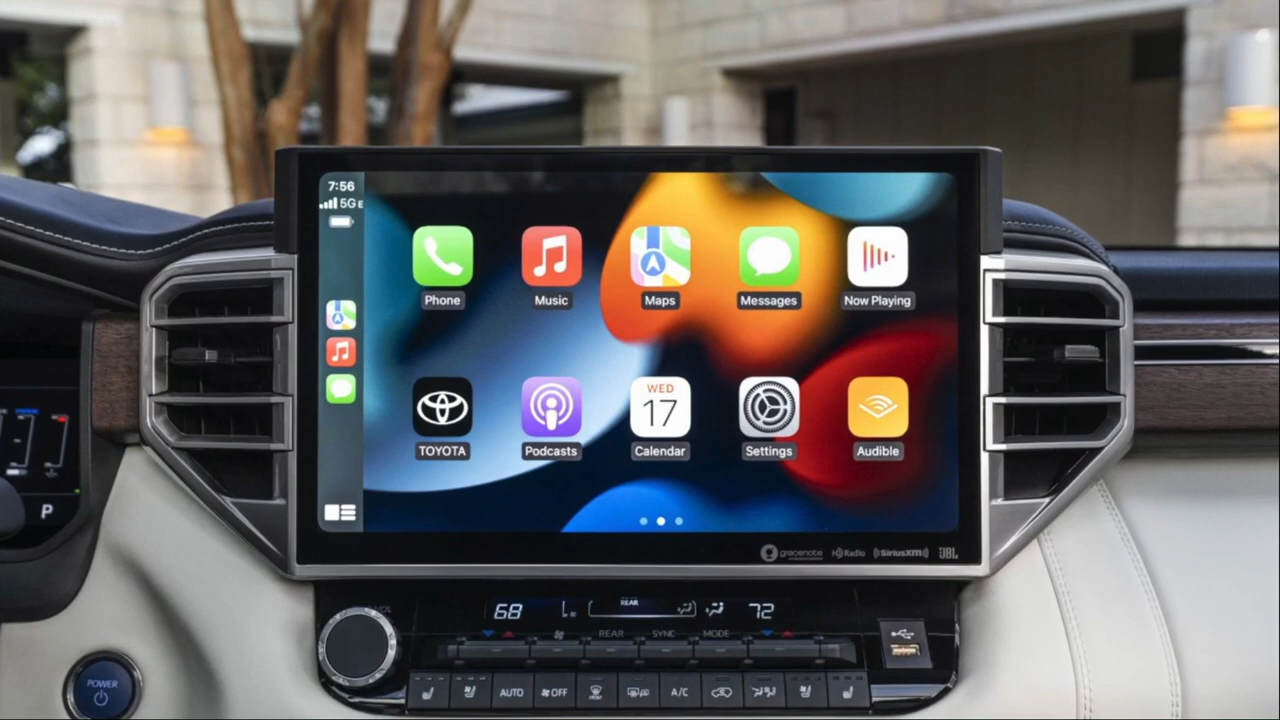 7:56
5G E
Phone
Music
Maps
Messages
Now Playing
TOYOTA
Podcasts
WED
17
Calendar
Settings
Audible
gracenote
HD Radio
SiriusXM
JBL
P
VOL
68
REAR
72
REAR
SYNC
MODE
POWER
AUTO
OFF
A/C